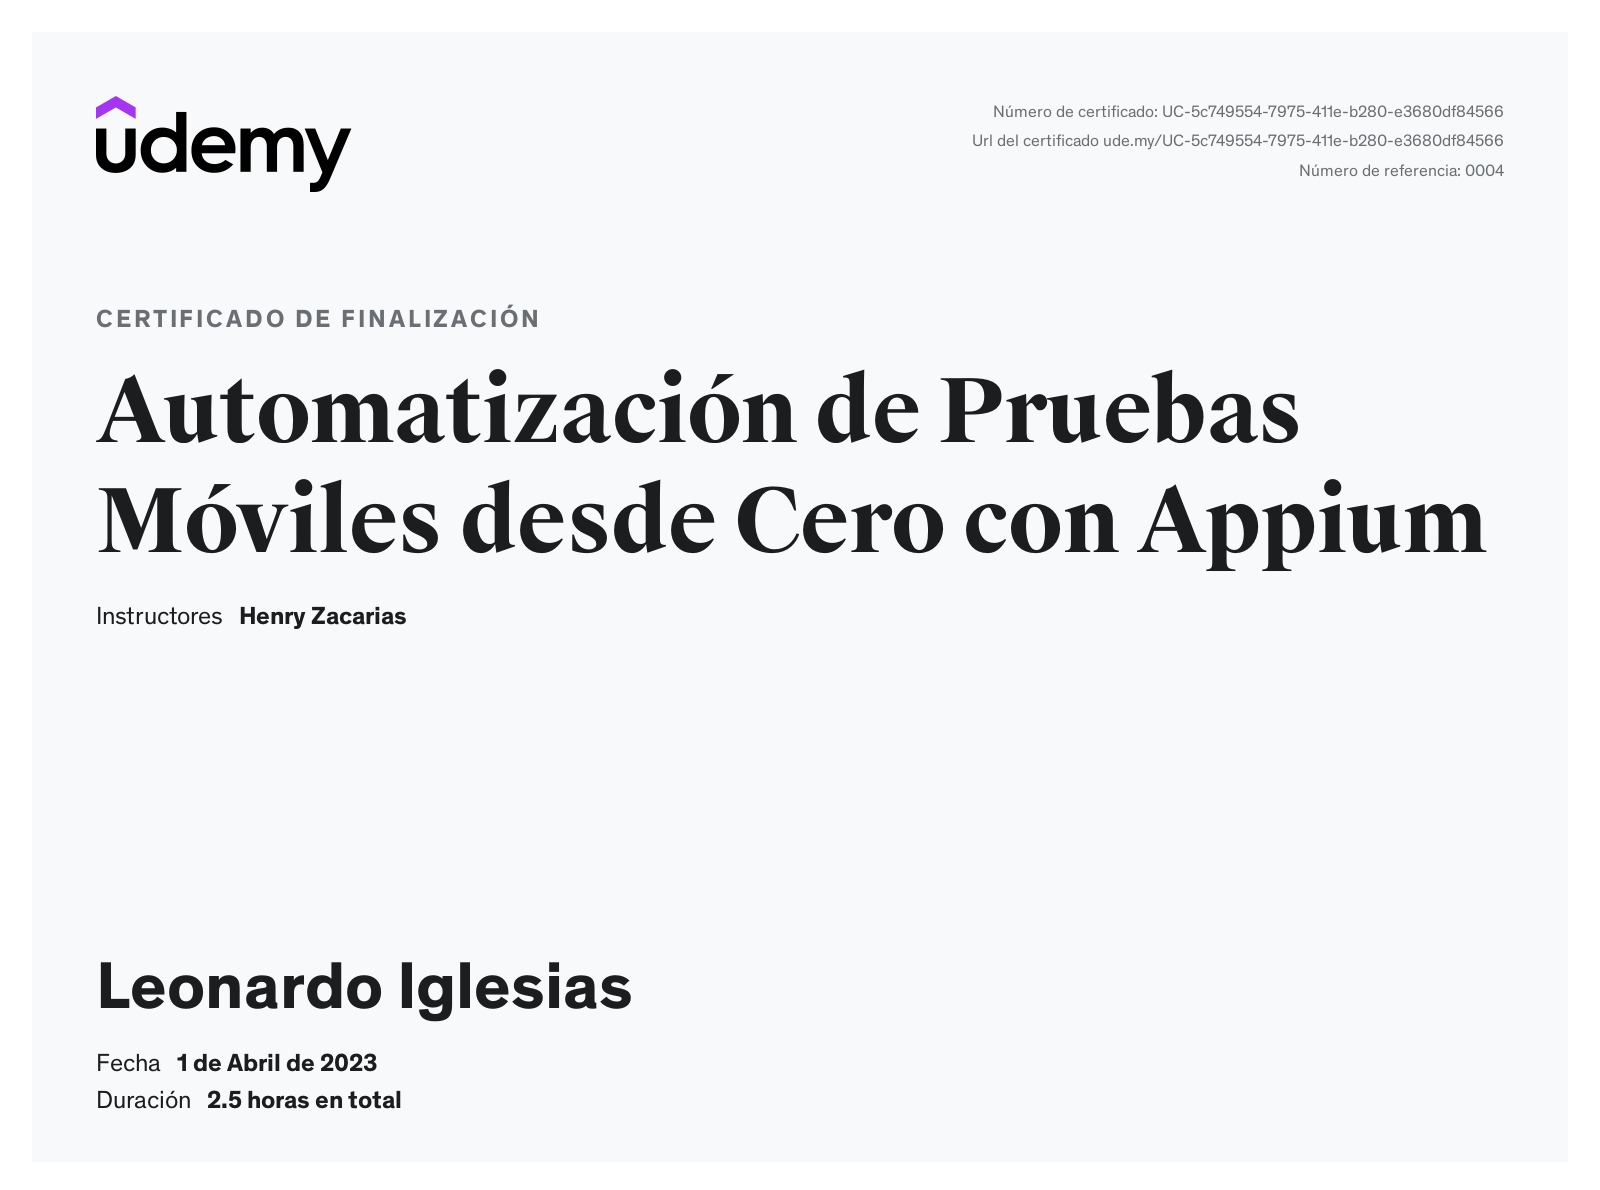 udemy
Número de certificado: UC-5c749554-7975-411e-b280-e3680df84566
Url del certificado ude.my/UC-5c749554-7975-411e-b280-e3680df84566
Número de referencia: 0004
CERTIFICADO DE FINALIZACIÓN
Automatización de Pruebas
Móviles desde Cero con Appium
Instructores Henry Zacarias
Leonardo Iglesias
Fecha 1 de Abril de 2023
Duración 2.5 horas en total